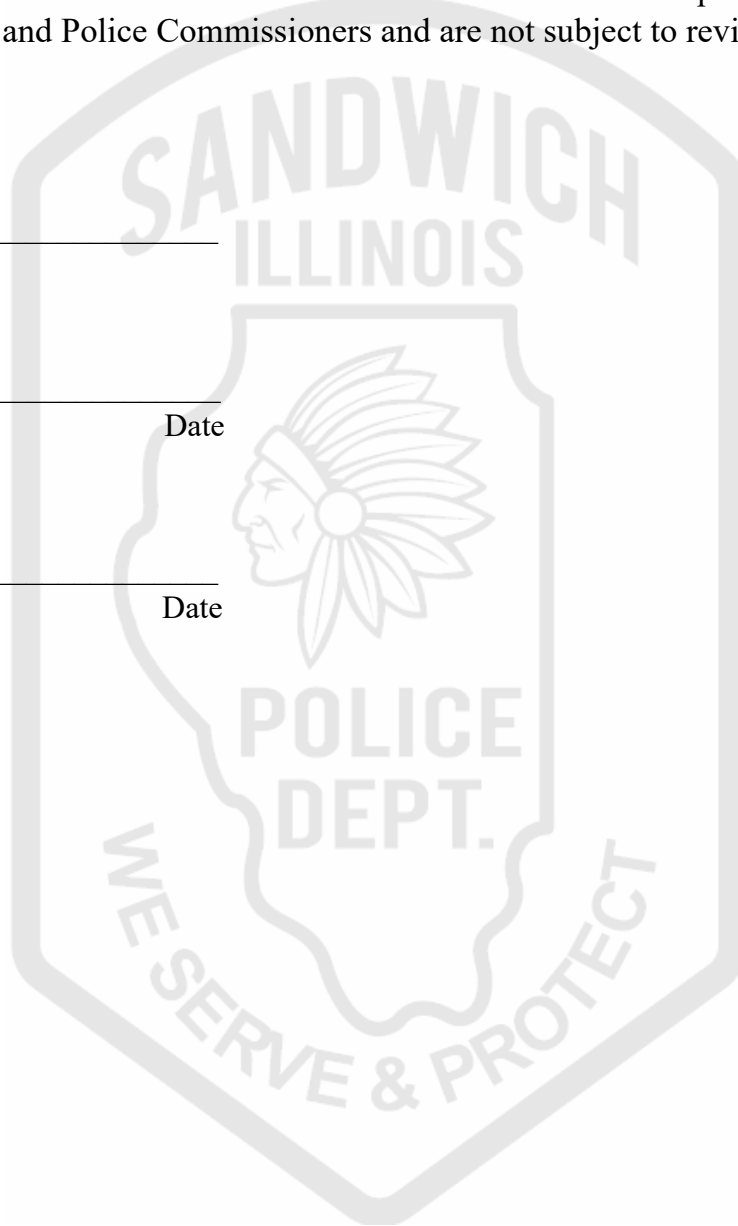 and Police Commissioners and are not subject to revi
SANDWICH
ILLINOIS
Date
Date
POLICE
DEPT.
WE SERVE & PROTECT